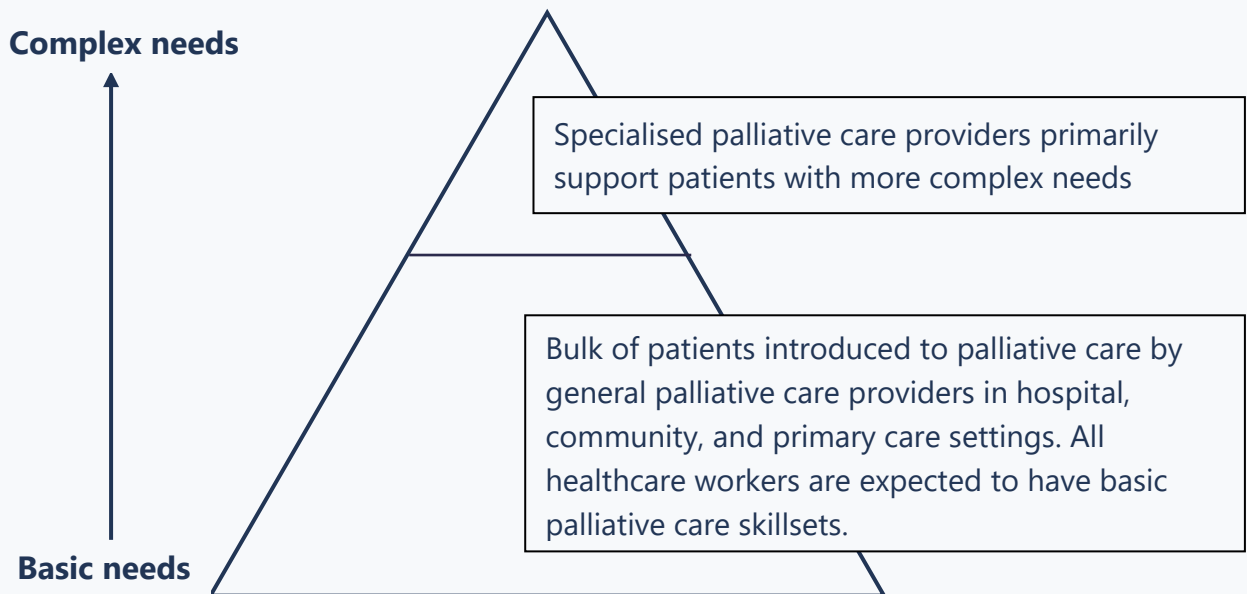 Complex needs
Specialised palliative care providers primarily
support patients with more complex needs
Bulk of patients introduced to palliative care by
general palliative care providers in hospital,
community, and primary care settings. All
healthcare workers are expected to have basic
palliative care skillsets.
Basic needs